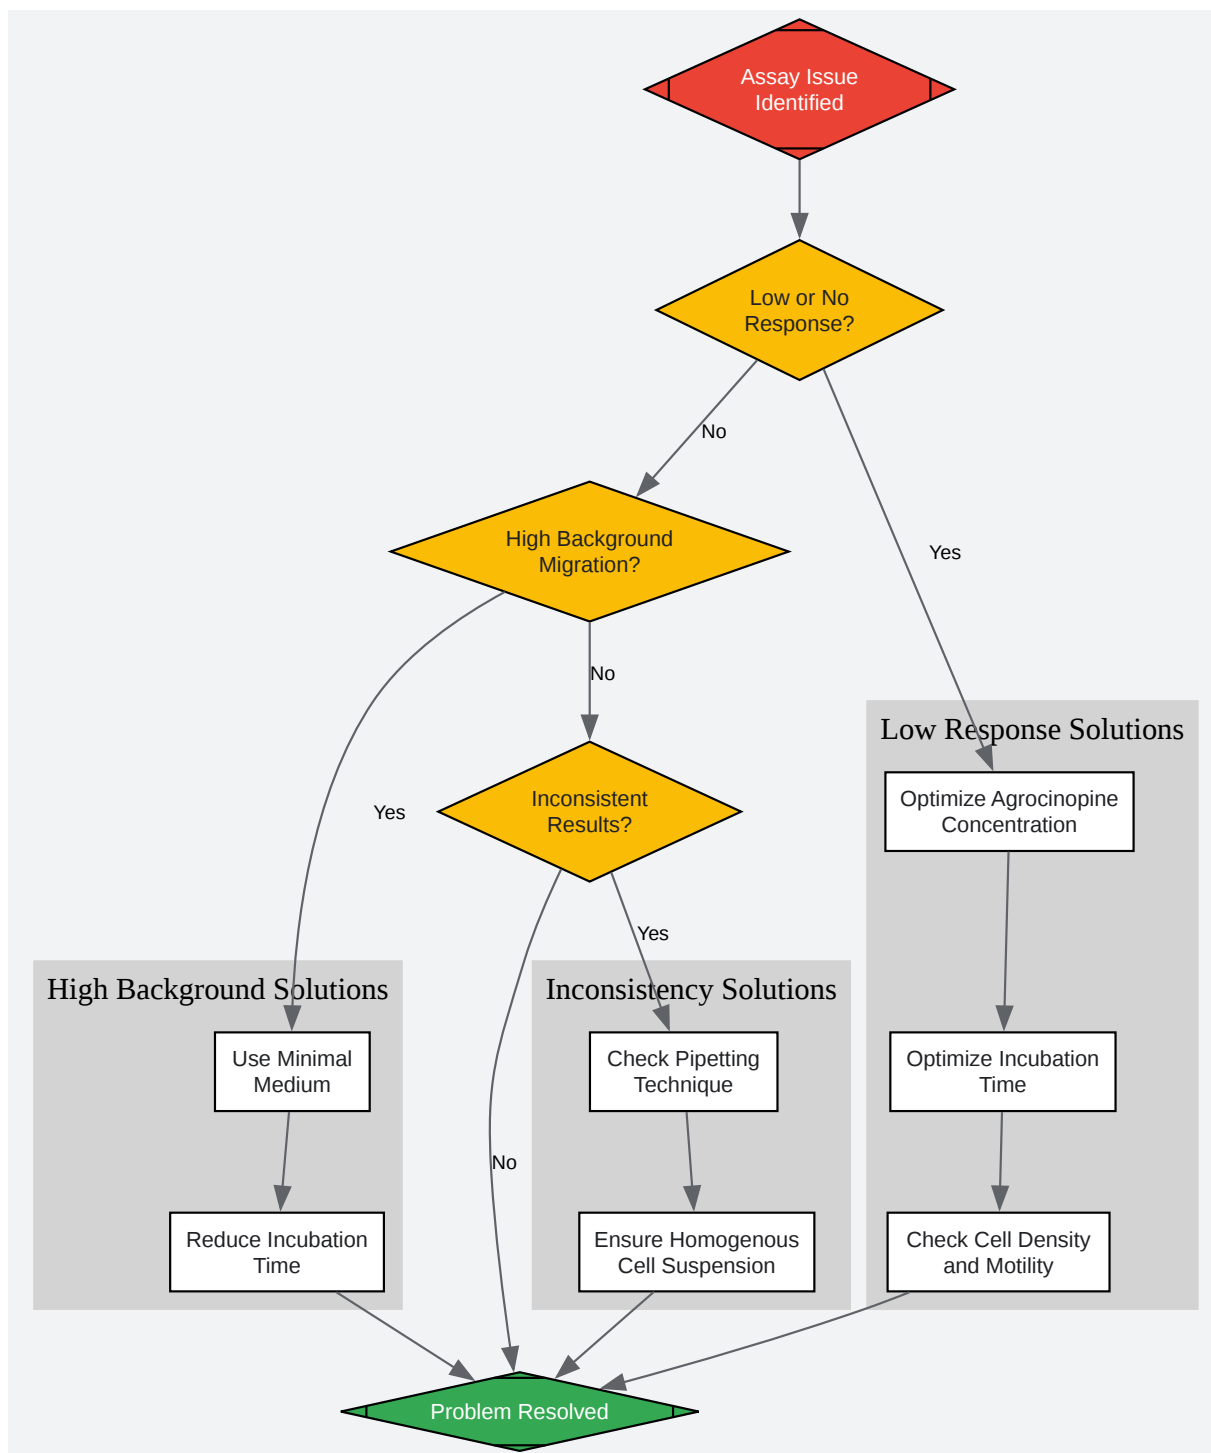 Assay Issue
Identified
Low or No
Response?
No
High Background
Migration?
Yes
No
Low Response Solutions
Optimize Agrocinopine
Concentration
Yes
Inconsistent
Results?
Yes
High Background Solutions
Inconsistency Solutions
Use Minimal
Medium
Check Pipetting
Technique
Optimize Incubation
Time
No
Reduce Incubation
Time
Ensure Homogenous
Cell Suspension
Check Cell Density
and Motility
Problem Resolved